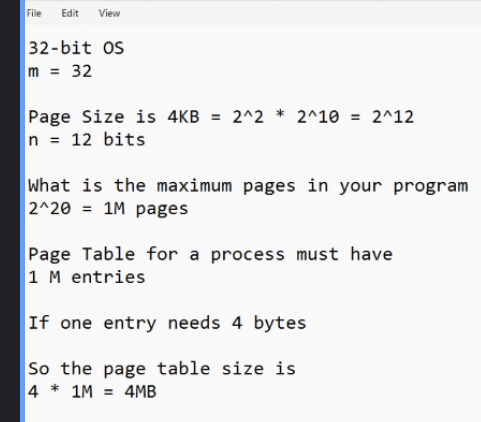 File Edit View
32-bit OS
m = 32
Page Size is 4KB = 2^2 * 2^10 = 2^12
n = 12 bits
What is the maximum pages in your program
2^20 = 1M pages
Page Table for a process must have
1 M entries
If one entry needs 4 bytes
So the page table size is
4 * 1M = 4MB